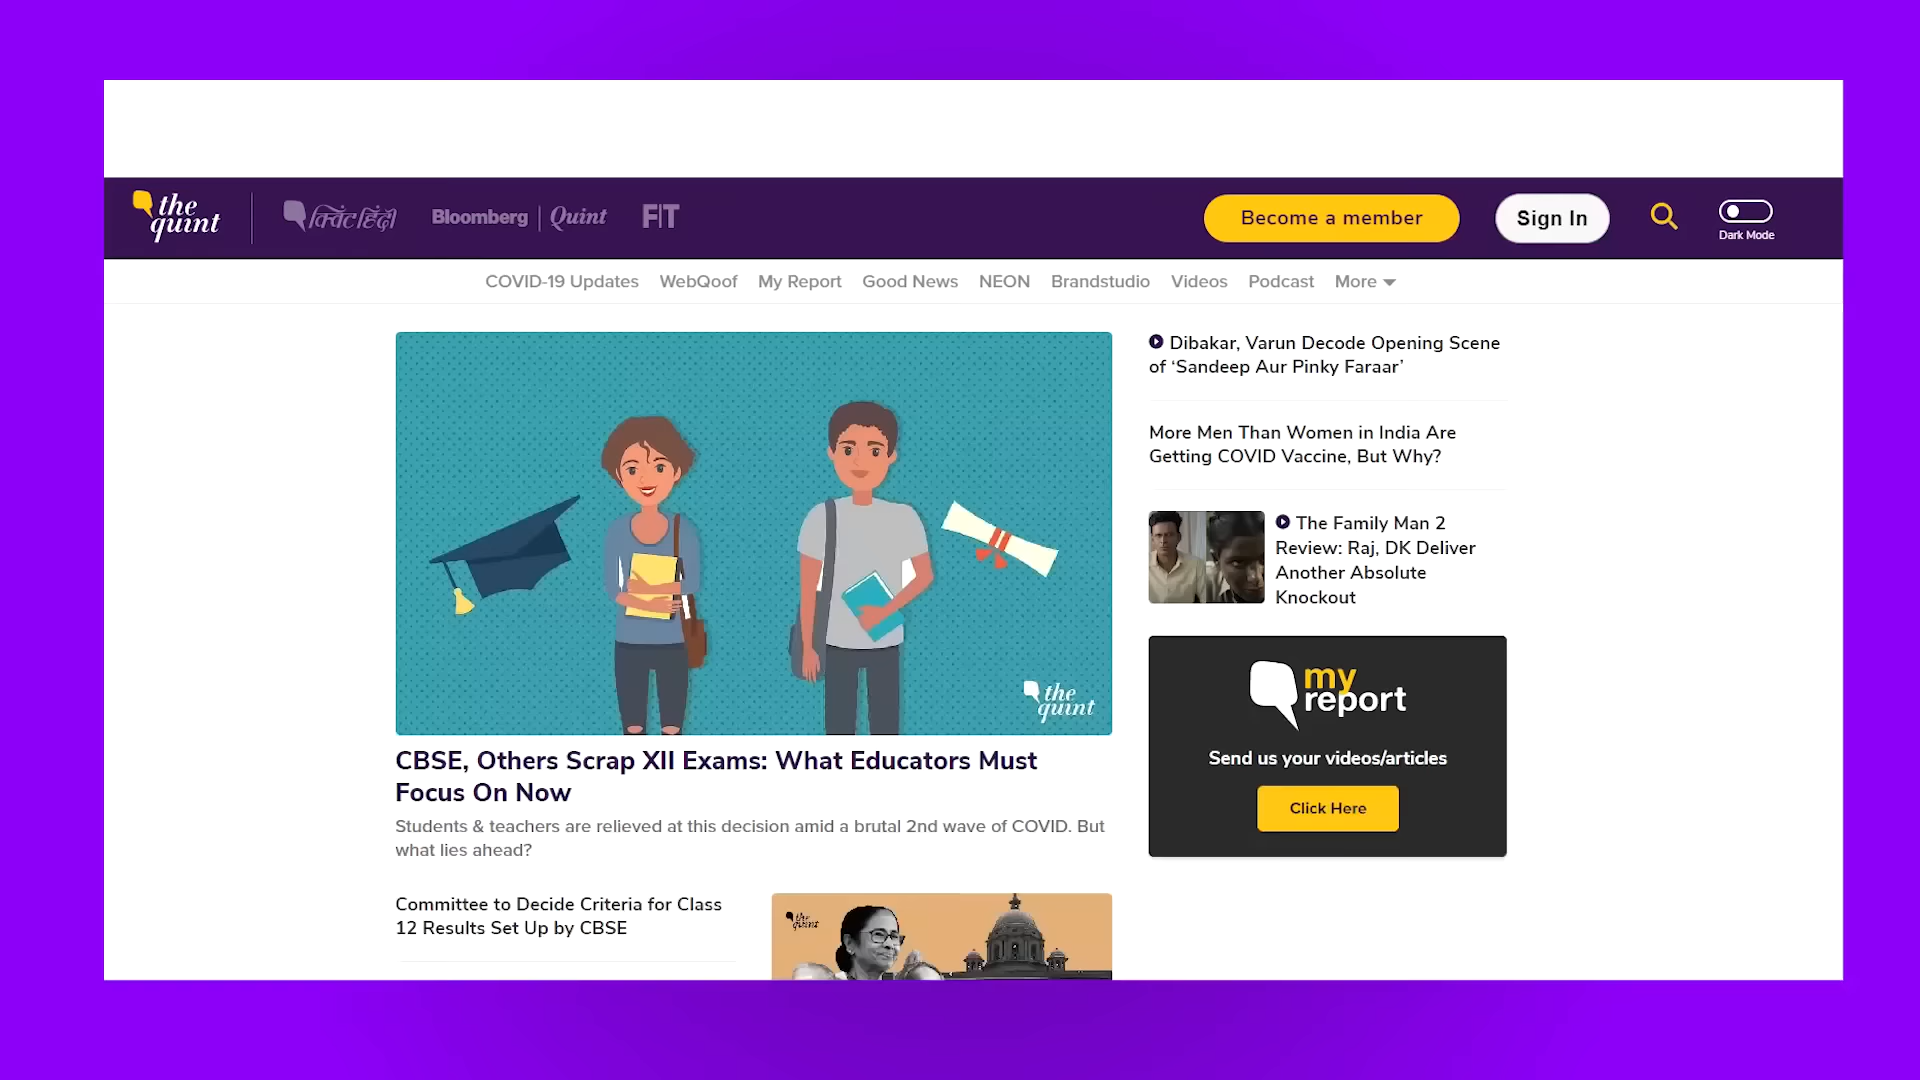 the
quint
क्विंट हिंदी
Bloomberg | Quint
FIT
Become a member
Sign In
Dark Mode
COVID-19 Updates
WebQoof
My Report
Good News
NEON
Brandstudio
Videos
Podcast
More
the
quint
CBSE, Others Scrap XII Exams: What Educators Must
Focus On Now
Students & teachers are relieved at this decision amid a brutal 2nd wave of COVID. But
what lies ahead?
Committee to Decide Criteria for Class
12 Results Set Up by CBSE
the
quint
Dibakar, Varun Decode Opening Scene
of ‘Sandeep Aur Pinky Faraar’
More Men Than Women in India Are
Getting COVID Vaccine, But Why?
The Family Man 2
Review: Raj, DK Deliver
Another Absolute
Knockout
my
report
Send us your videos/articles
Click Here